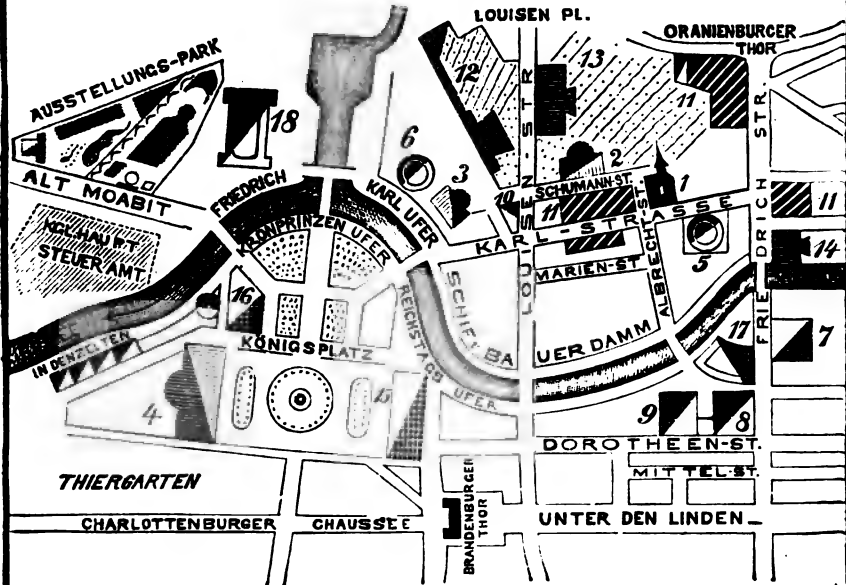 LOUISEN PL.
ORANIENBURGER
THOR
AUSSTELLUNGS-PARK
12
13
11
18
6
3
2
1
10
11
11
5
14
ALT MOABIT
FRIEDRICH
KARL UFER
KRONPRINZEN UFER
KGL HAUPT
STEUER AMT
LOUISEN-STR
SCHUMANN-ST.
KARL-STRASSE
MARIEN-ST
ALBRECHT-ST.
FRIEDRICH STR.
16
IN DEN ZELTEN
KÖNIGSPLATZ
REICHSTAGS UFER
SCHIFFBAUER DAMM
17
7
4
15
9
8
DOROTHEEN-ST.
MITTEL-ST.
THIERGARTEN
CHARLOTTENBURGER CHAUSSEE
BRANDENBURGER
THOR
UNTER DEN LINDEN